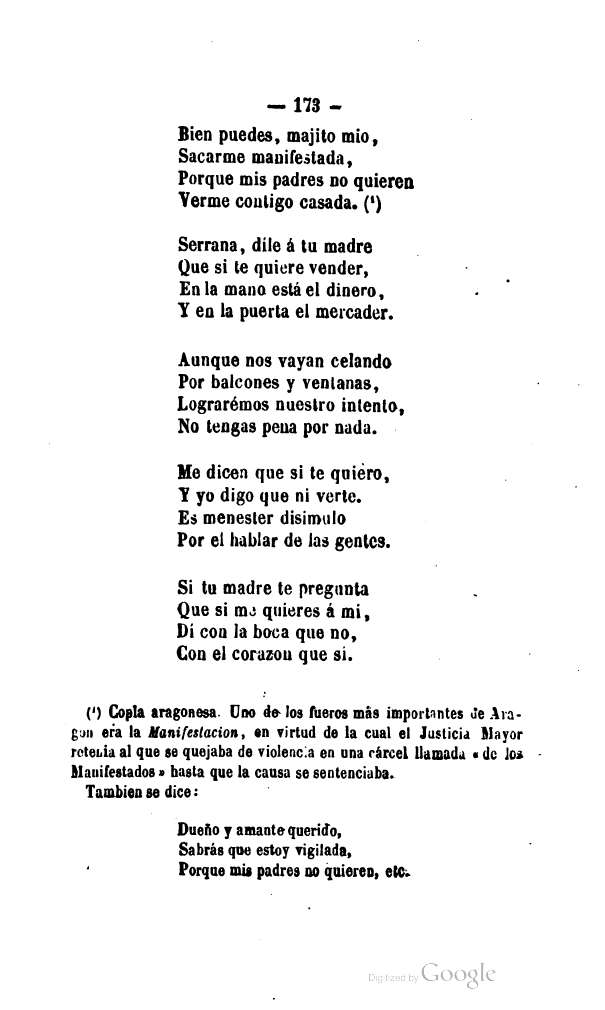 — 173 –
Bien puedes, majito mio,
Sacarme manifestada,
Porque mis padres no quieren
Verme contigo casada. (¹)
Serrana, dile á tu madre
Que si te quiere vender,
En la mano está el dinero,
Y en la puerta el mercader.
Aunque nos vayan celando
Por balcones y ventanas,
Lograrémos nuestro intento,
No tengas pena por nada.
Me dicen que si te quiero,
Y yo digo que ni verte.
Es menester disimulo
Por el hablar de las gentes.
Si tu madre te pregunta
Que si me quieres á mi,
Dí con la boca que no,
Con el corazon que si.
(¹) Copla aragonesa. Uno de los fueros más importantes de Ara-
gon era la Manifestacion, en virtud de la cual el Justicia Mayor
retenia al que se quejaba de violencia en una cárcel llamada « de los
Manifestados » hasta que la causa se sentenciaba.
Tambien se dice:
Dueño y amante querido,
Sabrás que estoy vigilada,
Porque mis padres no quieren, etc.
Digitized by Google